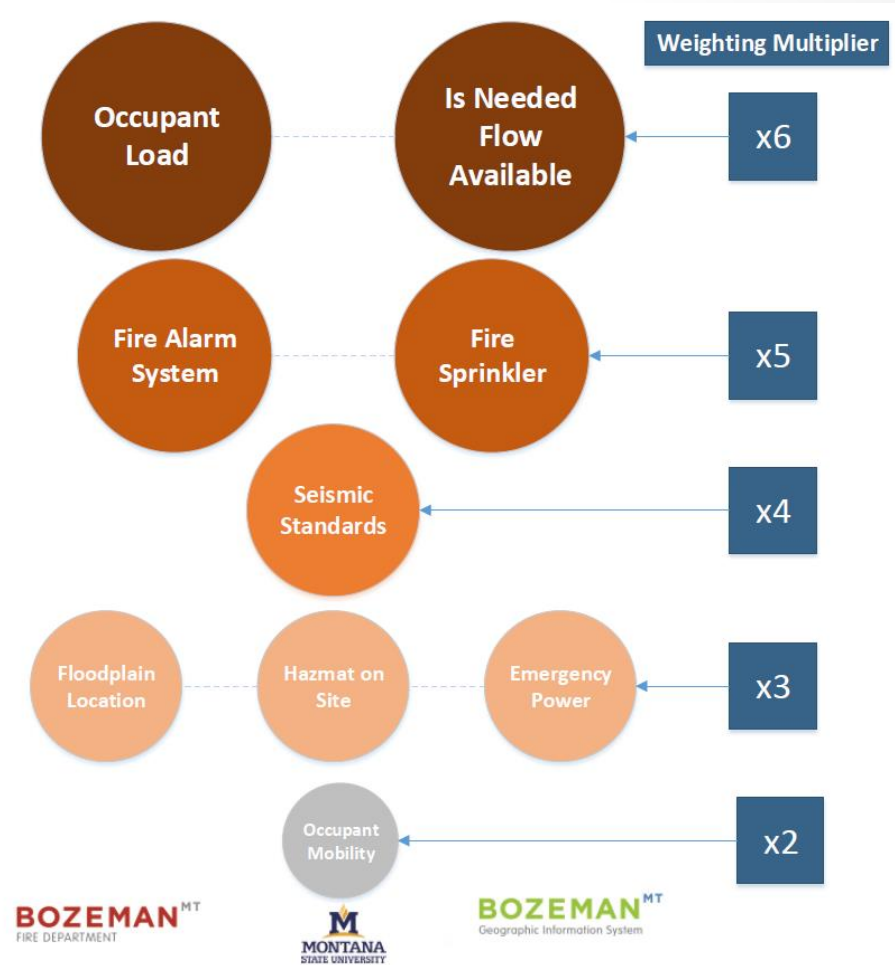 Weighting Multiplier
Occupant
Load
Is Needed
Flow
Available
x6
Fire Alarm
System
Fire
Sprinkler
x5
Seismic
Standards
x4
Floodplain
Location
Hazmat on
Site
Emergency
Power
x3
Occupant
Mobility
x2
BOZEMAN MT
FIRE DEPARTMENT
M
MONTANA
STATE UNIVERSITY
BOZEMAN MT
Geographic Information System